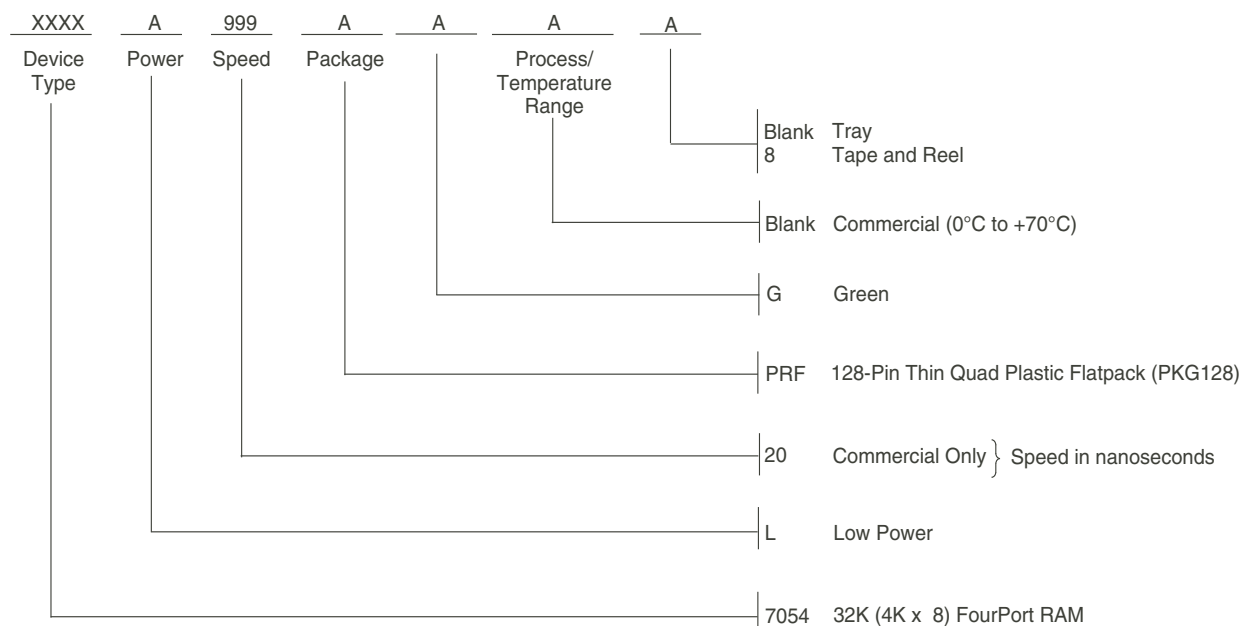 XXXX A 999 A A A A
Device Type
Power
Speed
Package
Process/
Temperature
Range
Blank Tray
8 Tape and Reel
Blank Commercial (0°C to +70°C)
G Green
PRF 128-Pin Thin Quad Plastic Flatpack (PKG128)
20 Commercial Only } Speed in nanoseconds
L Low Power
7054 32K (4K x 8) FourPort RAM